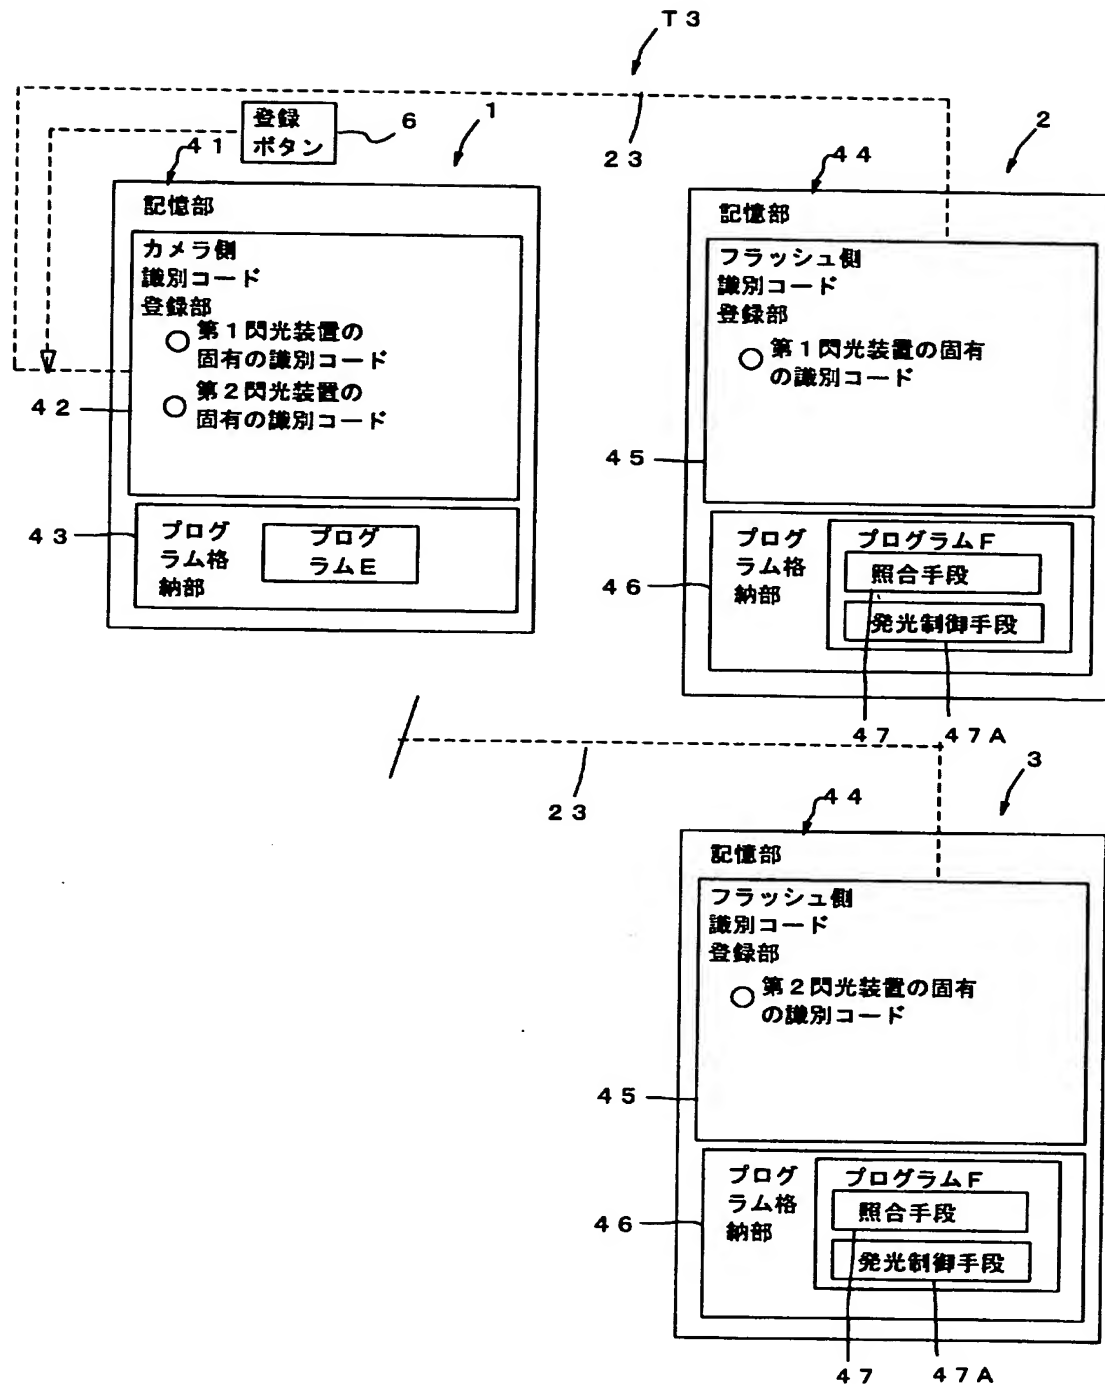 T3
登録
ボタン
6
1
23
2
41
44
記憶部
カメラ側
識別コード
登録部
第1閃光装置の
固有の識別コード
第2閃光装置の
固有の識別コード
42
43
プログ
ラム格
納部
プログ
ラムE
記憶部
フラッシュ側
識別コード
登録部
第1閃光装置の固有
の識別コード
45
46
プログ
ラム格
納部
プログラムF
照合手段
発光制御手段
47
47A
23
3
44
記憶部
フラッシュ側
識別コード
登録部
第2閃光装置の固有
の識別コード
45
46
プログ
ラム格
納部
プログラムF
照合手段
発光制御手段
47
47A